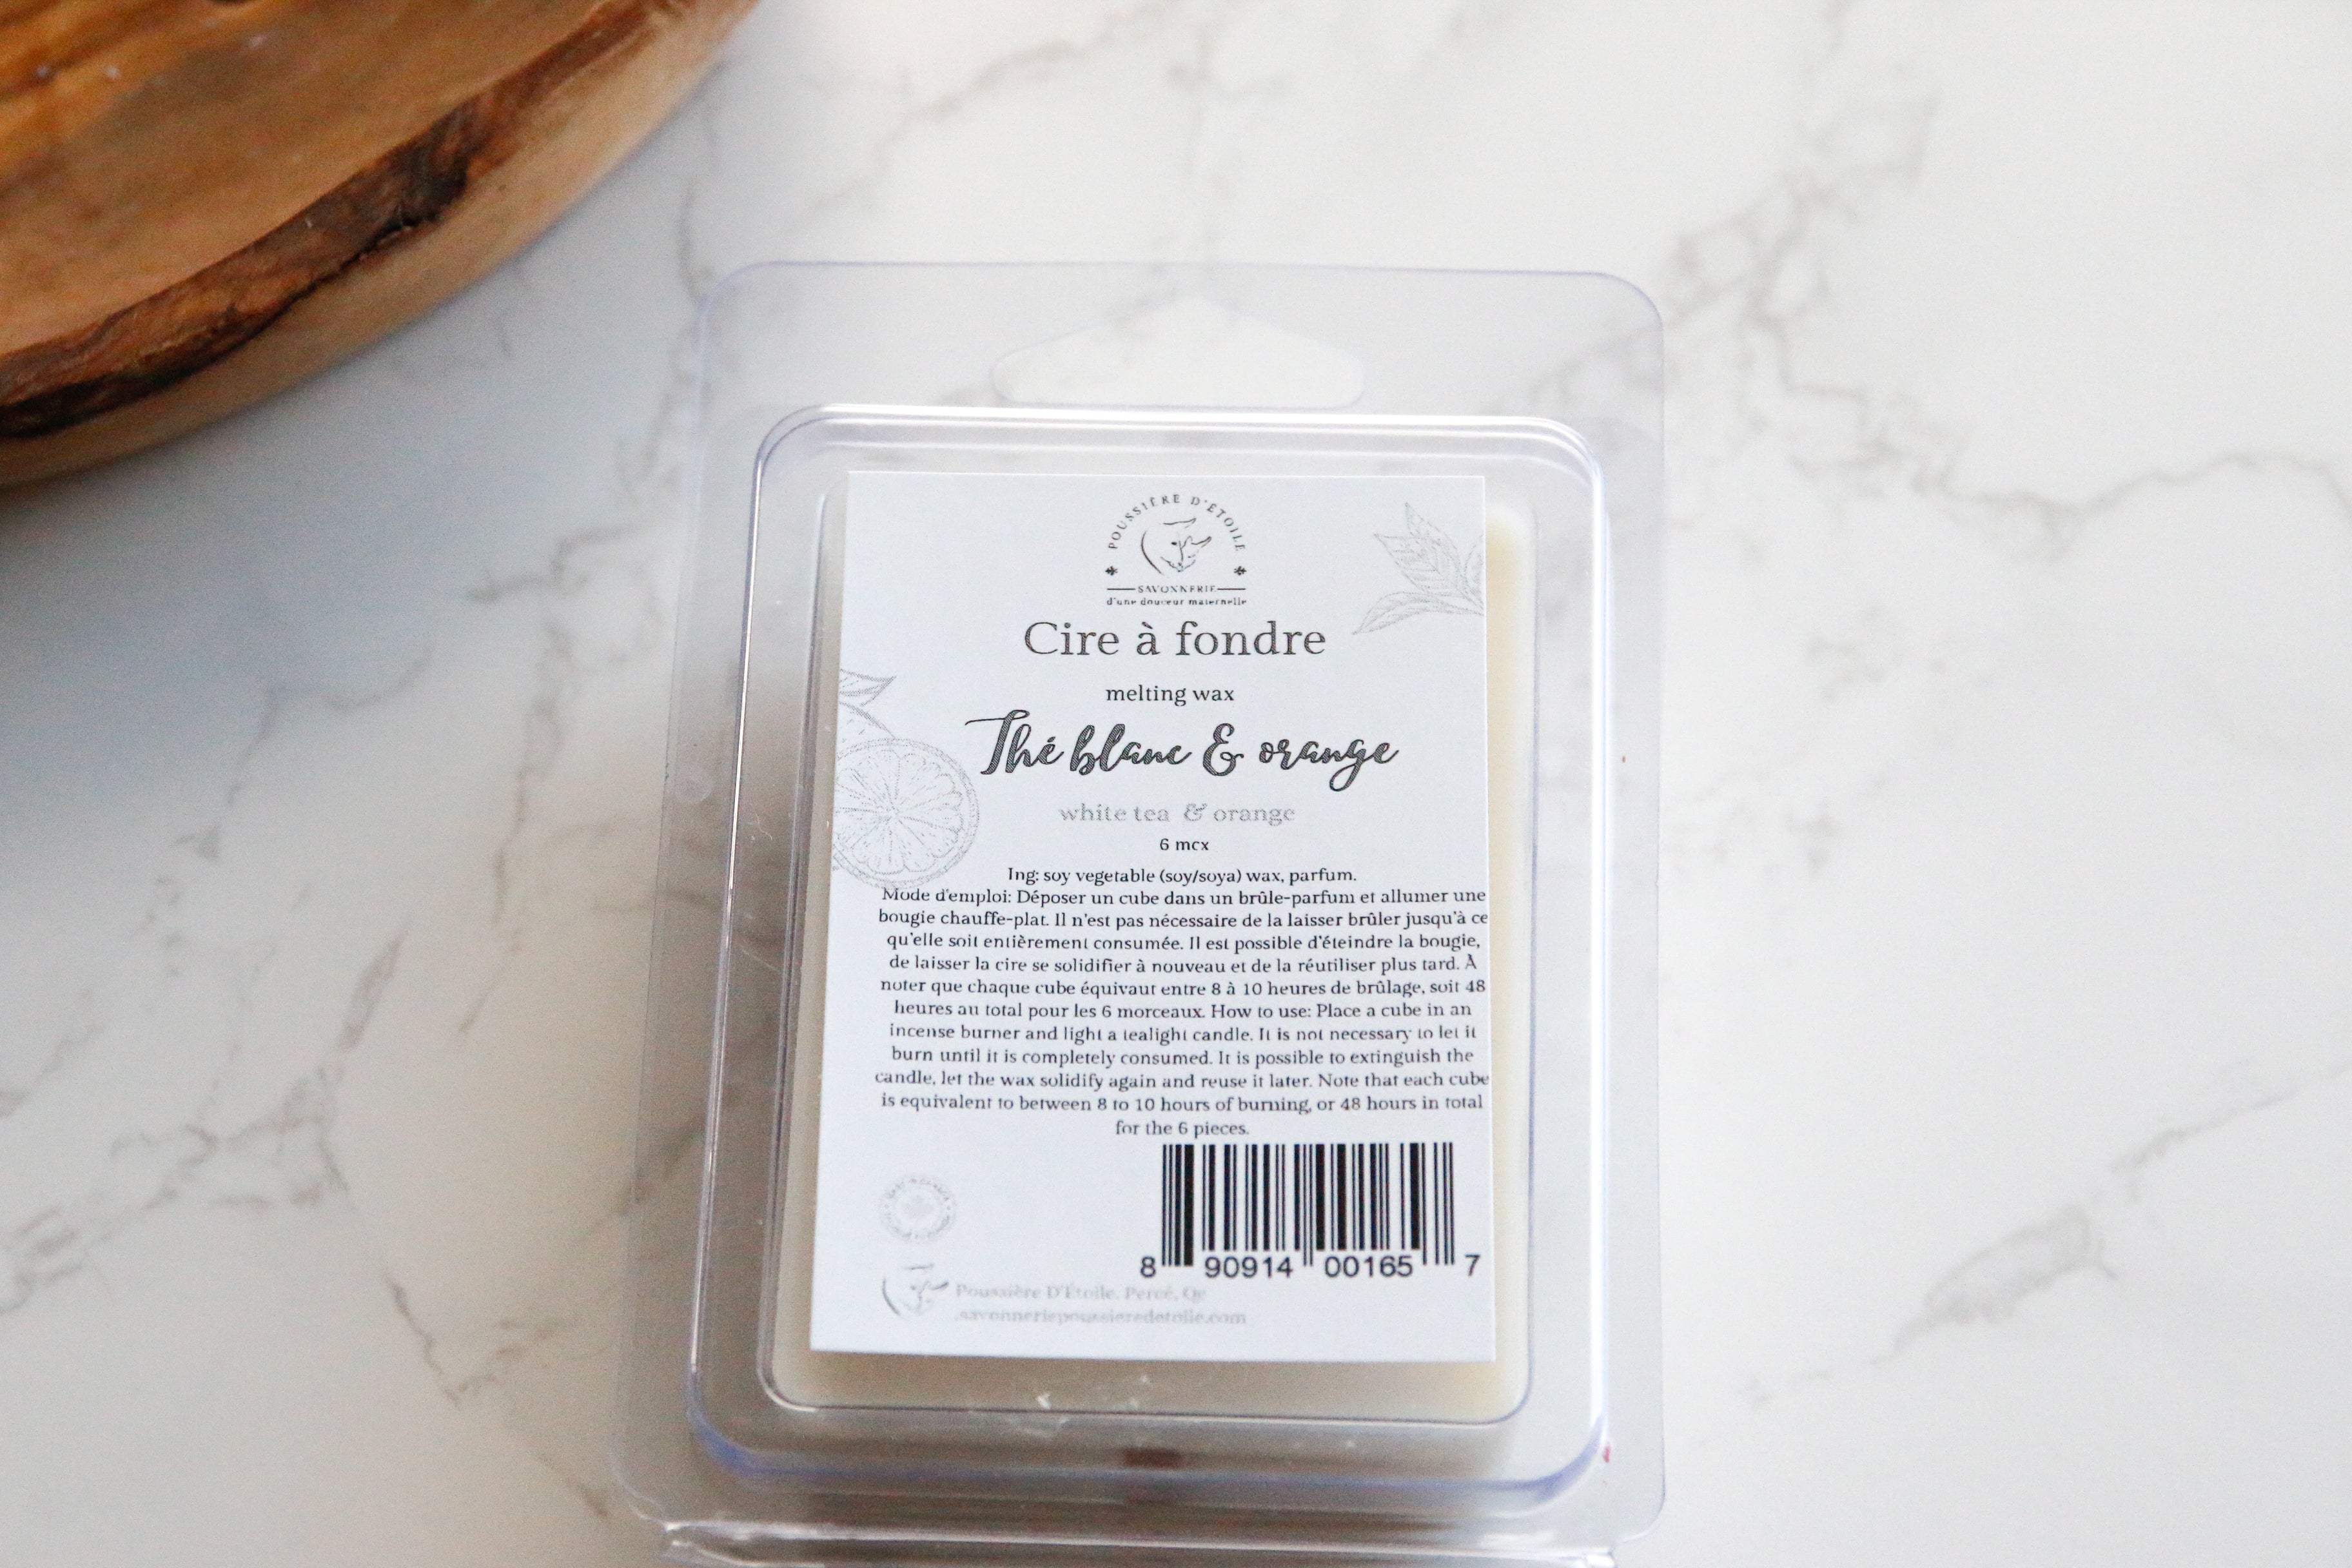 POUSSIÈRE D'ÉTOILE
SAVONNERIE
d'une douceur maternelle
Cire à fondre
melting wax
Thé blanc & orange
white tea & orange
6 mcx
Ing: soy vegetable (soy/soya) wax, parfum.
Mode d'emploi: Déposer un cube dans un brûle-parfum et allumer une
bougie chauffe-plat. Il n'est pas nécessaire de la laisser brûler jusqu'à ce
qu'elle soit entièrement consumée. Il est possible d'éteindre la bougie,
de laisser la cire se solidifier à nouveau et de la réutiliser plus tard. À
noter que chaque cube équivaut entre 8 à 10 heures de brûlage, soit 48
heures au total pour les 6 morceaux. How to use: Place a cube in an
incense burner and light a tealight candle. It is not necessary to let it
burn until it is completely consumed. It is possible to extinguish the
candle, let the wax solidify again and reuse it later. Note that each cube
is equivalent to between 8 to 10 hours of burning, or 48 hours in total
for the 6 pieces.
8 90914 00165 7
Poussière D'Étoile. Percé, Qc
.savonneriepoussieredetoile.com